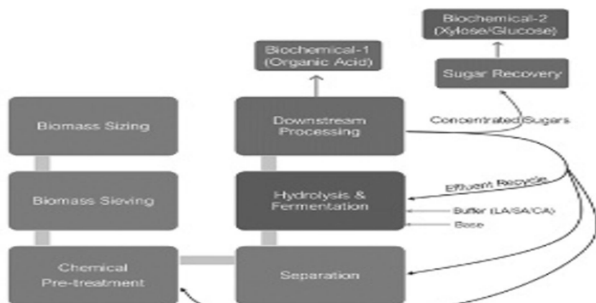 Biochemical-2
(Xylose/Glucose)
Biochemical-1
(Organic Acid)
Sugar Recovery
Biomass Sizing
Downstream
Processing
Concentrated Sugars
Biomass Sieving
Hydrolysis &
Fermentation
Effluent Recycle
Buffer (LA/SA/CA)
Base
Chemical
Pre-treatment
Separation